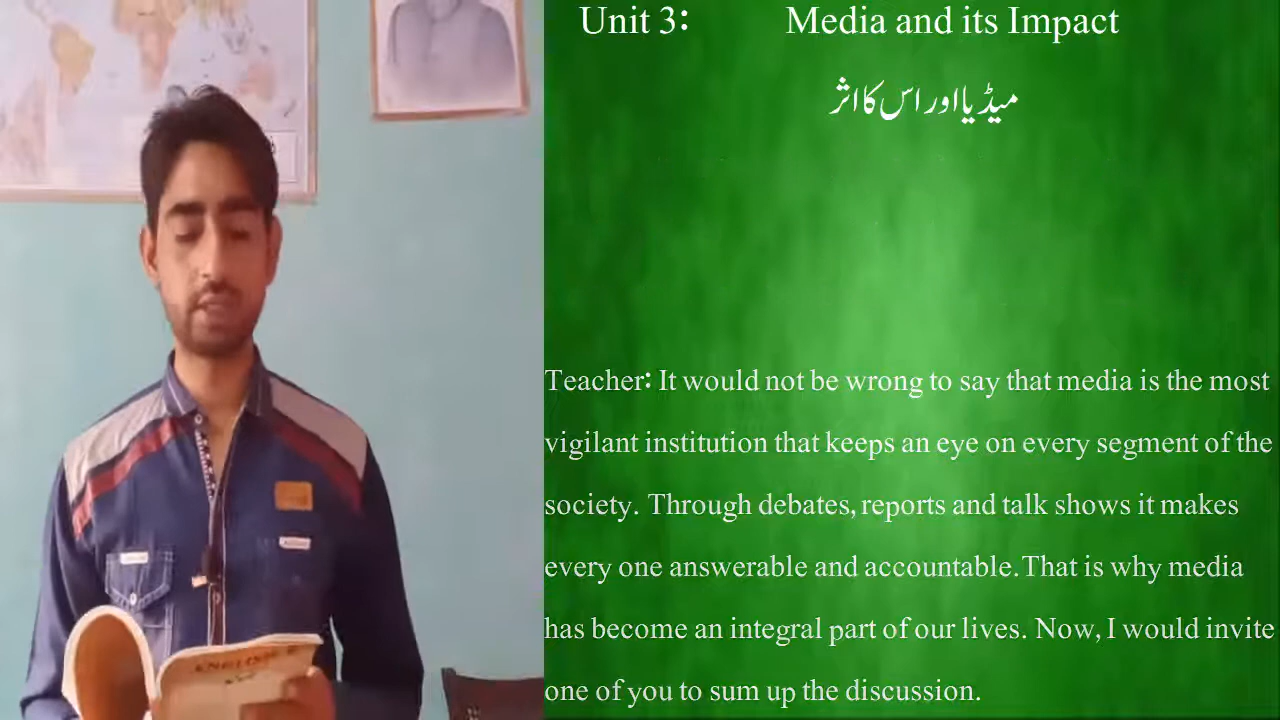 Unit 3: Media and its Impact
میڈیا اور اس کا اثر
Teacher: It would not be wrong to say that media is the most
vigilant institution that keeps an eye on every segment of the
society. Through debates, reports and talk shows it makes
every one answerable and accountable.That is why media
has become an integral part of our lives. Now, I would invite
one of you to sum up the discussion.
ENGLISH